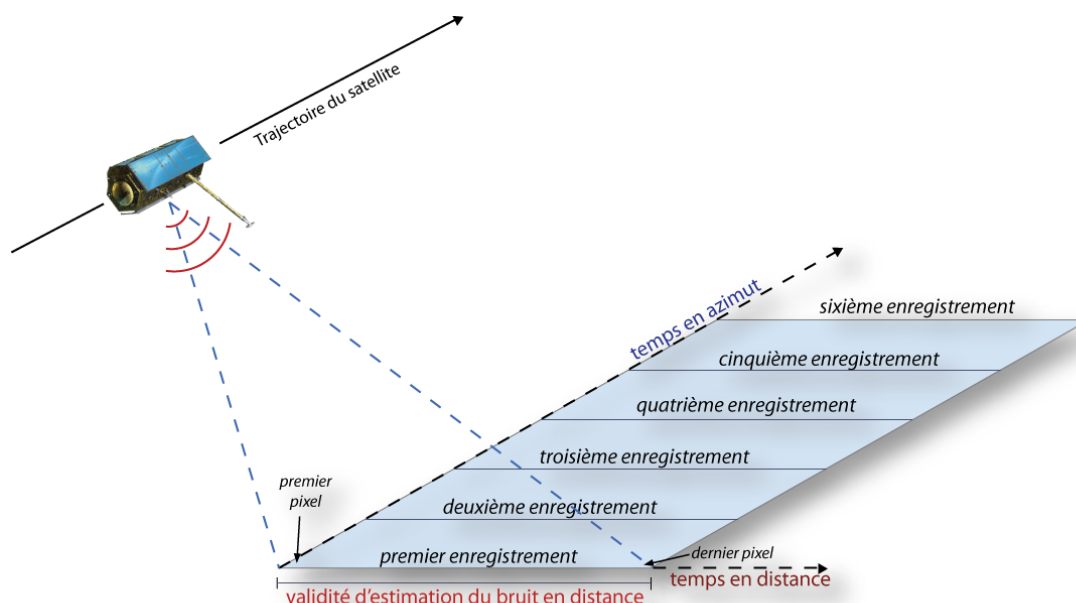 Trajectoire du satellite
temps en azimut
sixième enregistrement
cinquième enregistrement
quatrième enregistrement
troisième enregistrement
premier
pixel
deuxième enregistrement
premier enregistrement
dernier pixel
temps en distance
validité d'estimation du bruit en distance